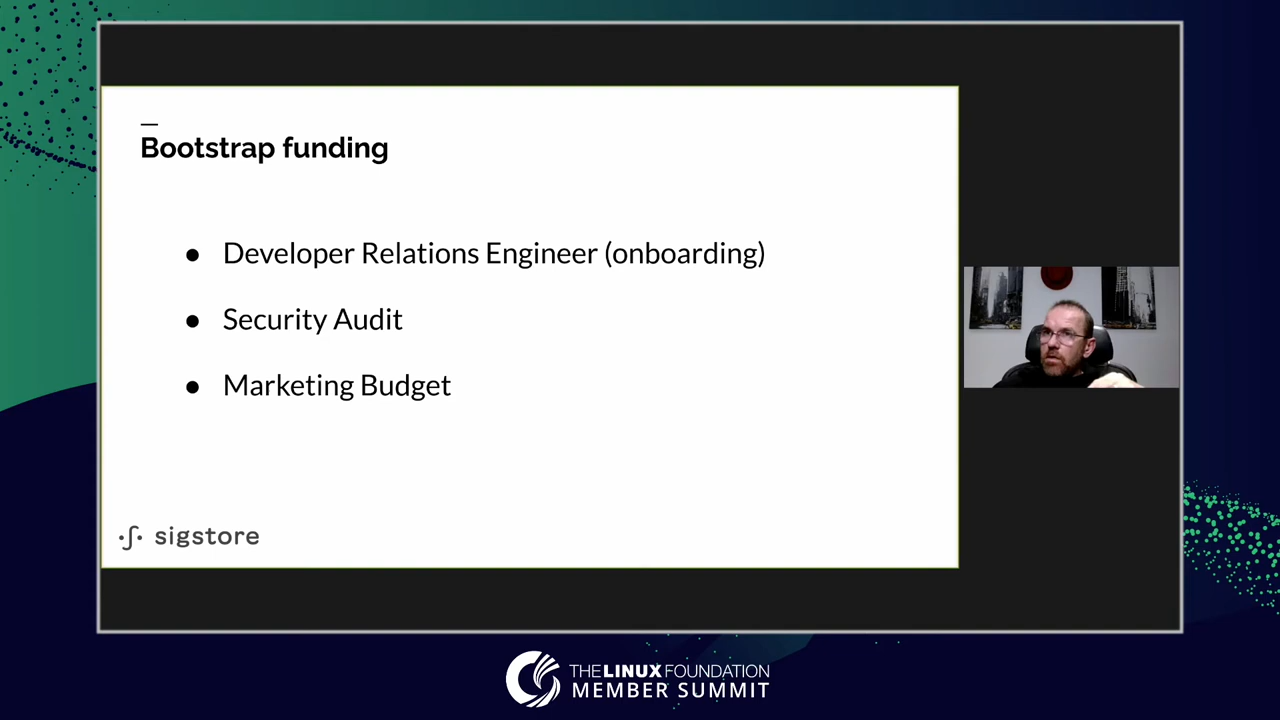 Bootstrap funding
● Developer Relations Engineer (onboarding)
● Security Audit
● Marketing Budget
sigstore
THE LINUX FOUNDATION
MEMBER SUMMIT